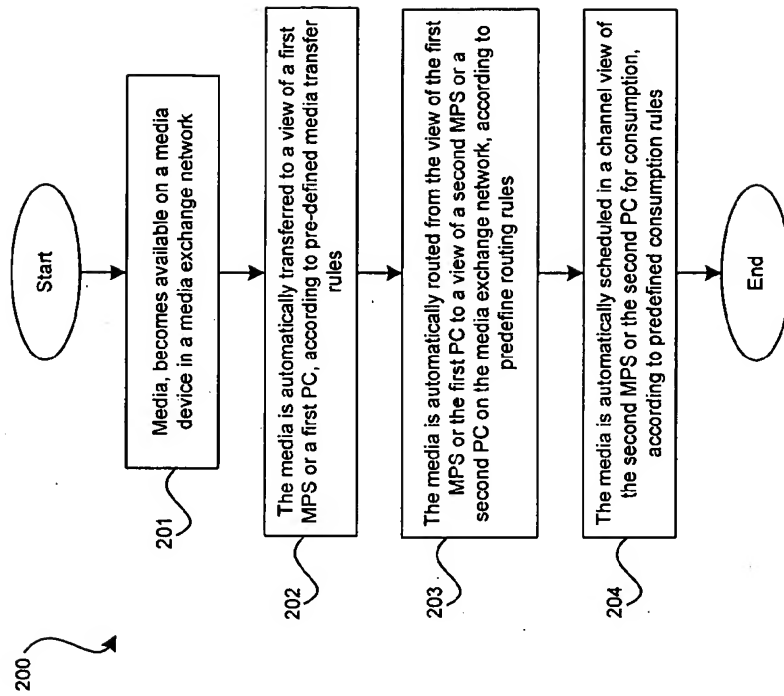 200
Start
201
Media, becomes available on a media
device in a media exchange network
202
The media is automatically transferred to a view of a first
MPS or a first PC, according to pre-defined media transfer
rules
203
The media is automatically routed from the view of the first
MPS or the first PC to a view of a second MPS or a
second PC on the media exchange network, according to
predefine routing rules
204
The media is automatically scheduled in a channel view of
the second MPS or the second PC for consumption,
according to predefined consumption rules
End